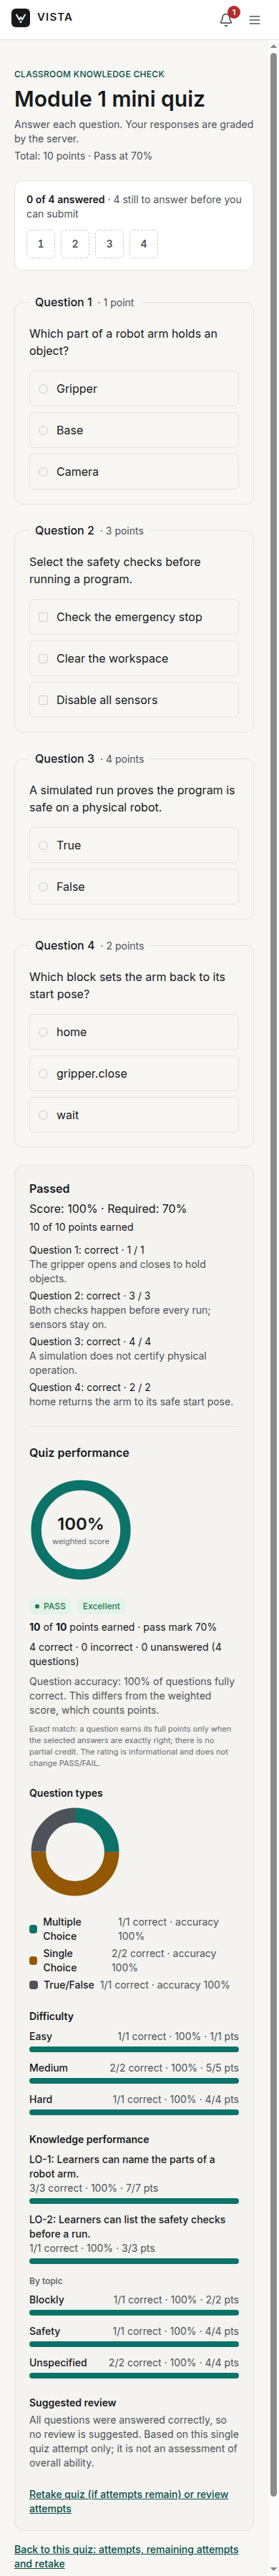 VISTA
1
CLASSROOM KNOWLEDGE CHECK
Module 1 mini quiz
Answer each question. Your responses are graded
by the server.
Total: 10 points · Pass at 70%
0 of 4 answered · 4 still to answer before you
can submit
1 2 3 4
Question 1 · 1 point
Which part of a robot arm holds an
object?
Gripper
Base
Camera
Question 2 · 3 points
Select the safety checks before
running a program.
Check the emergency stop
Clear the workspace
Disable all sensors
Question 3 · 4 points
A simulated run proves the program is
safe on a physical robot.
True
False
Question 4 · 2 points
Which block sets the arm back to its
start pose?
home
gripper.close
wait
Passed
Score: 100% · Required: 70%
10 of 10 points earned
Question 1: correct · 1 / 1
The gripper opens and closes to hold
objects.
Question 2: correct · 3 / 3
Both checks happen before every run;
sensors stay on.
Question 3: correct · 4 / 4
A simulation does not certify physical
operation.
Question 4: correct · 2 / 2
home returns the arm to its safe start pose.
Quiz performance
100%
weighted score
PASS Excellent
10 of 10 points earned · pass mark 70%
4 correct · 0 incorrect · 0 unanswered (4
questions)
Question accuracy: 100% of questions fully
correct. This differs from the weighted
score, which counts points.
Exact match: a question earns its full points only when
the selected answers are exactly right; there is no
partial credit. The rating is informational and does not
change PASS/FAIL.
Question types
Multiple Choice 1/1 correct · accuracy 100%
Single Choice 2/2 correct · accuracy 100%
True/False 1/1 correct · accuracy 100%
Difficulty
Easy 1/1 correct · 100% · 1/1 pts
Medium 2/2 correct · 100% · 5/5 pts
Hard 1/1 correct · 100% · 4/4 pts
Knowledge performance
LO-1: Learners can name the parts of a
robot arm.
3/3 correct · 100% · 7/7 pts
LO-2: Learners can list the safety checks
before a run.
1/1 correct · 100% · 3/3 pts
By topic
Blockly 1/1 correct · 100% · 2/2 pts
Safety 1/1 correct · 100% · 4/4 pts
Unspecified 2/2 correct · 100% · 4/4 pts
Suggested review
All questions were answered correctly, so
no review is suggested. Based on this single
quiz attempt only; it is not an assessment of
overall ability.
Retake quiz (if attempts remain) or review
attempts
Back to this quiz: attempts, remaining attempts
and retake